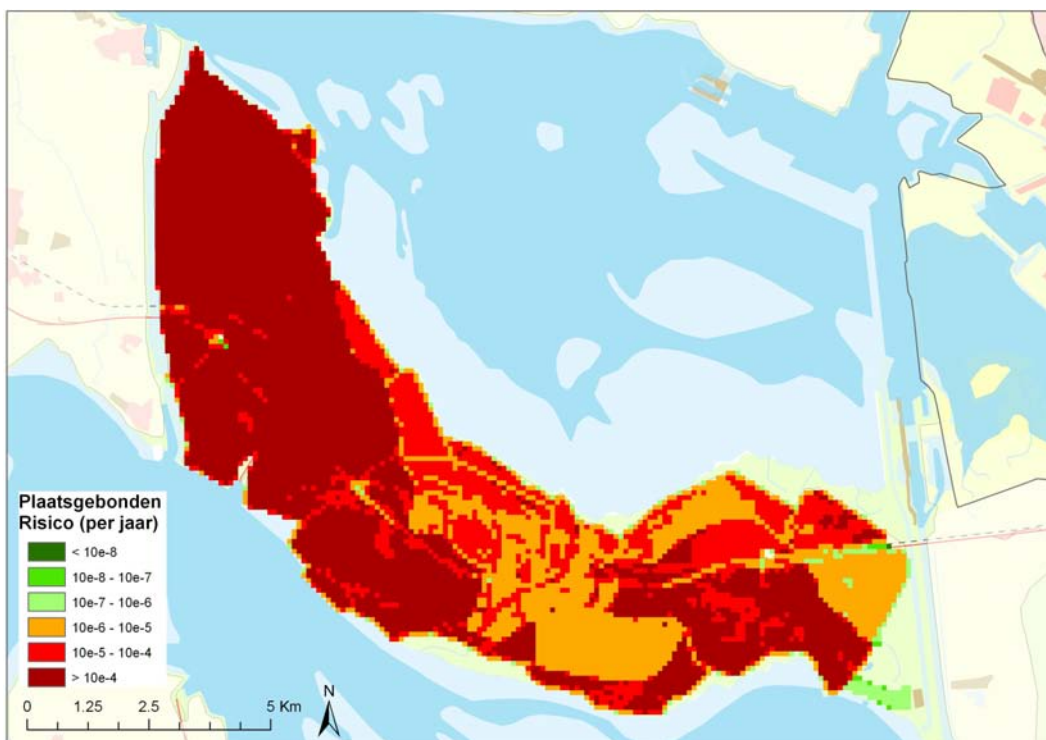 Plaatsgebonden
Risico (per jaar)
< 10e-8
10e-8 - 10e-7
10e-7 - 10e-6
10e-6 - 10e-5
10e-5 - 10e-4
> 10e-4
0 1.25 2.5 5 Km
N